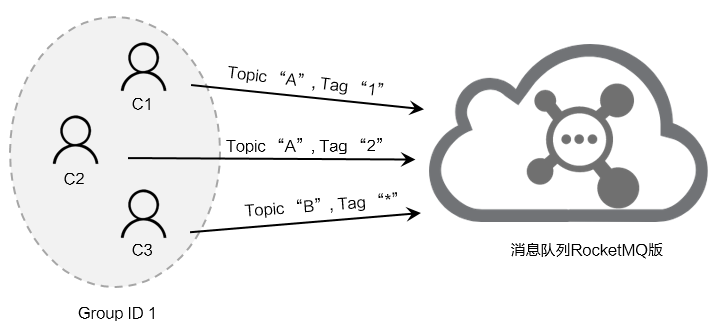 C1
Topic “A” , Tag “1”
C2
Topic “A” , Tag “2”
C3
Topic “B” , Tag “*”
消息队列RocketMQ版
Group ID 1